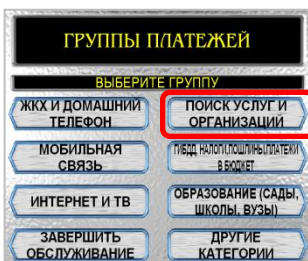 ГРУППЫ ПЛАТЕЖЕЙ
ВЫБЕРИТЕ ГРУППУ
ЖКХ И ДОМАШНИЙ
ТЕЛЕФОН
ПОИСК УСЛУГ И
ОРГАНИЗАЦИЙ
МОБИЛЬНАЯ
СВЯЗЬ
ГИБДД, НАЛОГИ, ПОШЛИНЫ, ПЛАТЕЖИ
В БЮДЖЕТ
ИНТЕРНЕТ И ТВ
ОБРАЗОВАНИЕ (САДЫ,
ШКОЛЫ, ВУЗЫ)
ЗАВЕРШИТЬ
ОБСЛУЖИВАНИЕ
ДРУГИЕ
КАТЕГОРИИ